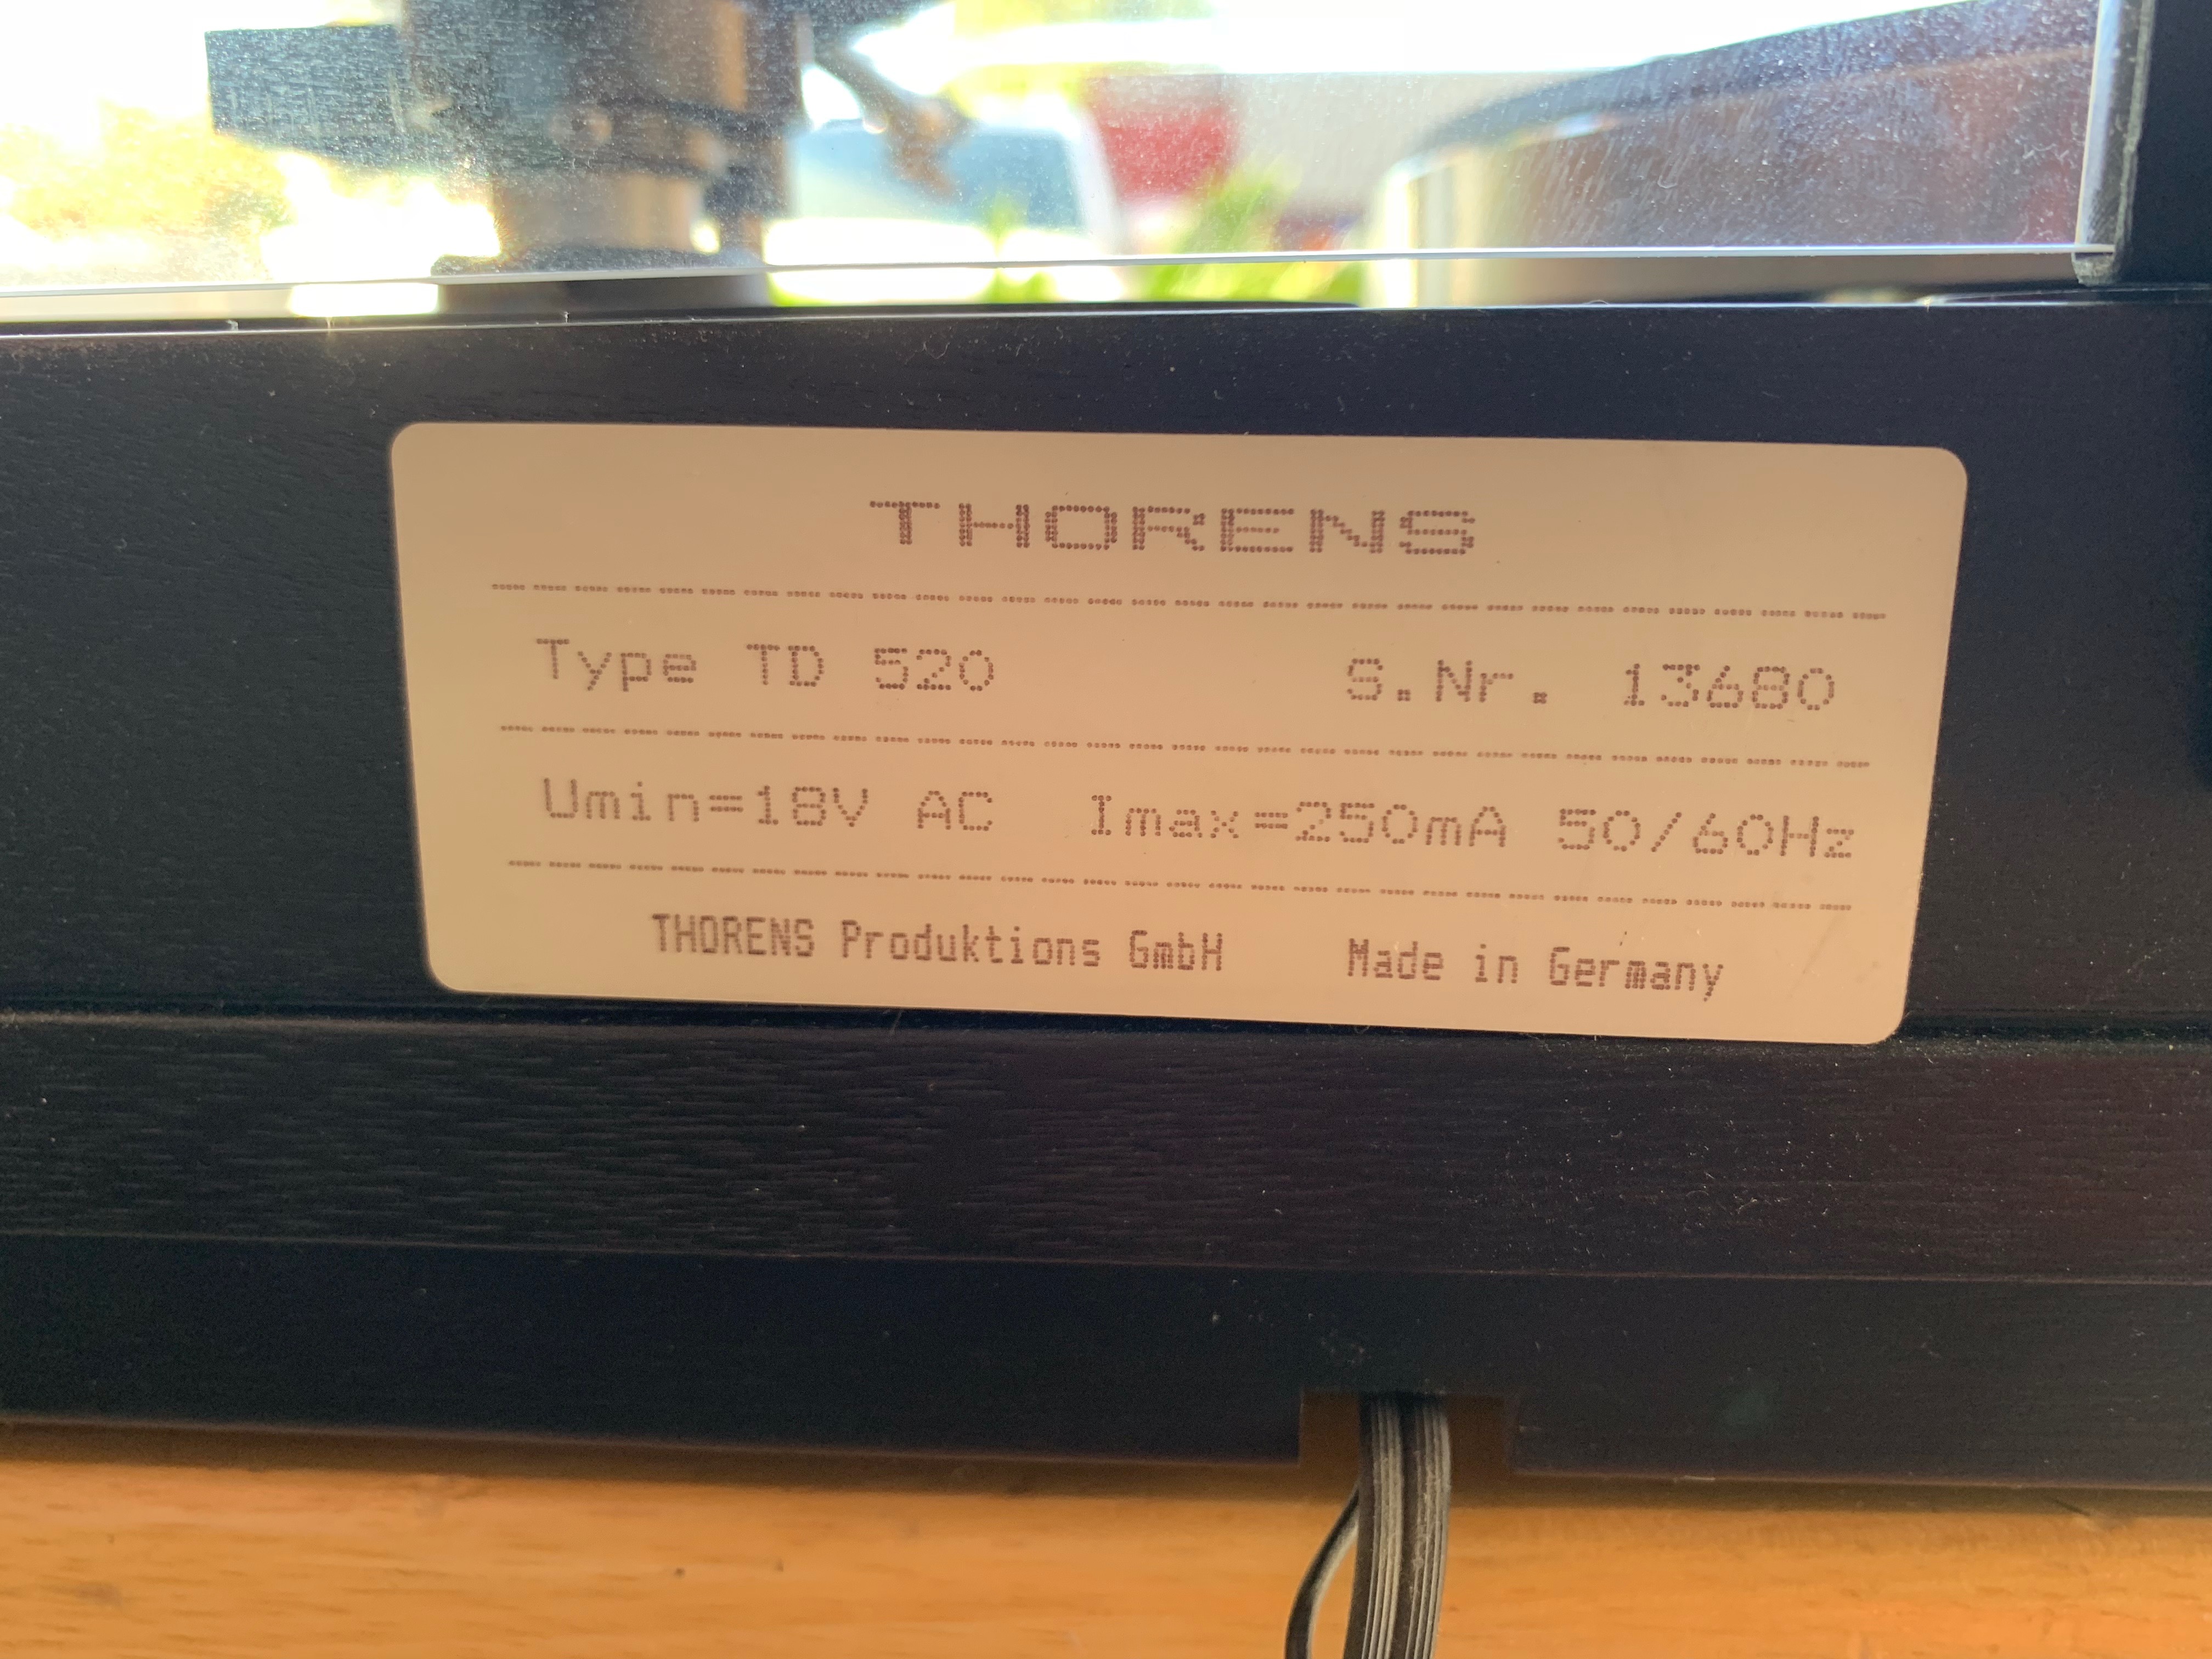 THORENS
Type TD 520 S.Nr. 13680
Umin=18V AC Imax=250mA 50/60Hz
THORENS Produktions GmbH Made in Germany